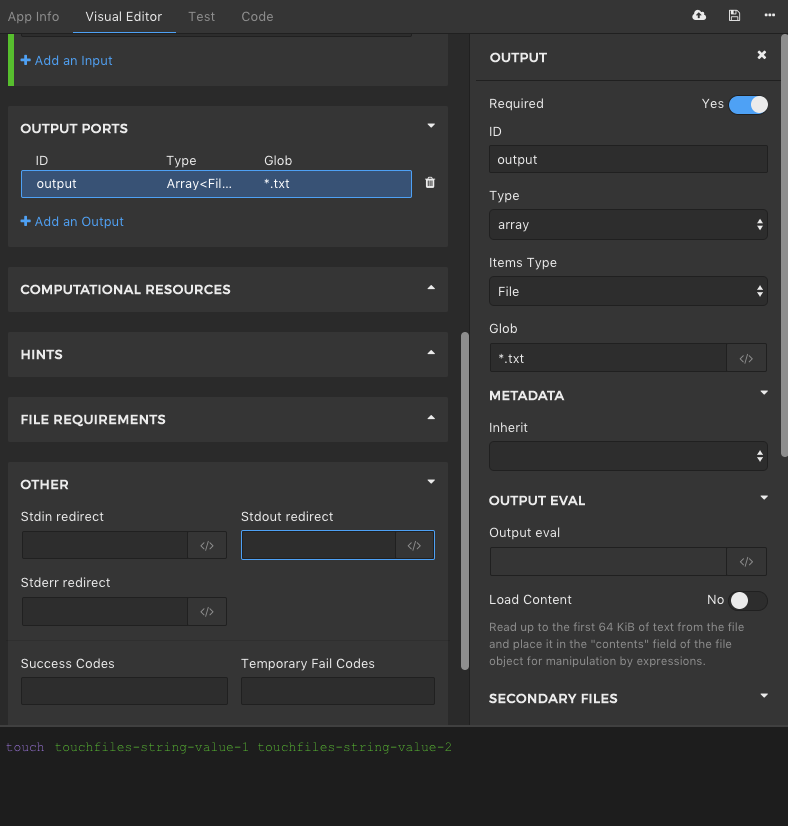 App Info Visual Editor Test Code
+ Add an Input
OUTPUT PORTS
ID Type Glob
output Array<Fil... *.txt
+ Add an Output
COMPUTATIONAL RESOURCES
HINTS
FILE REQUIREMENTS
OTHER
Stdin redirect Stdout redirect
</> </>
Stderr redirect
</>
Success Codes Temporary Fail Codes
OUTPUT
Required Yes
ID
output
Type
array
Items Type
File
Glob
*.txt </>
METADATA
Inherit
OUTPUT EVAL
Output eval
</>
Load Content No
Read up to the first 64 KiB of text from the file
and place it in the "contents" field of the file
object for manipulation by expressions.
SECONDARY FILES
touch touchfiles-string-value-1 touchfiles-string-value-2